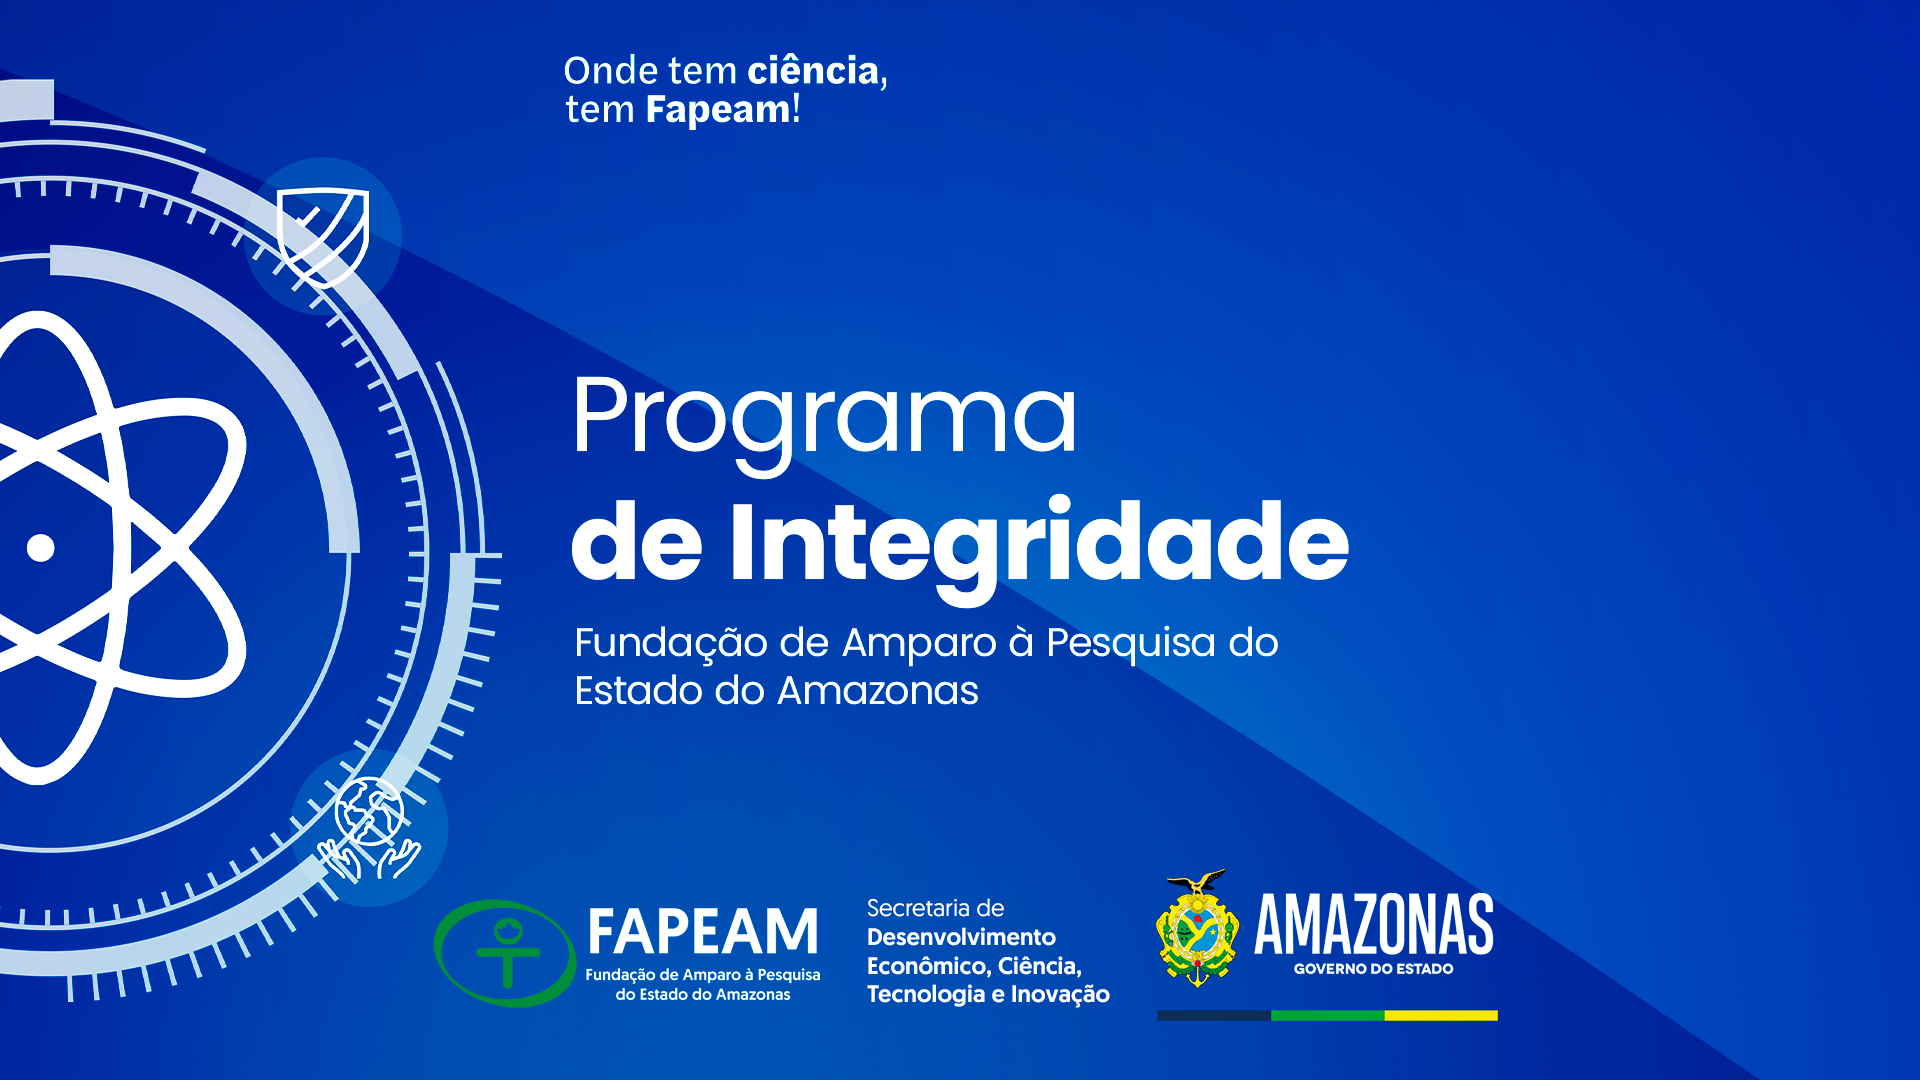 Onde tem ciência,
tem Fapeam!
Programa
de Integridade
Fundação de Amparo à Pesquisa do
Estado do Amazonas
FAPEAM
Fundação de Amparo à Pesquisa
do Estado do Amazonas
Secretaria de
Desenvolvimento
Econômico, Ciência,
Tecnologia e Inovação
AMAZONAS
GOVERNO DO ESTADO